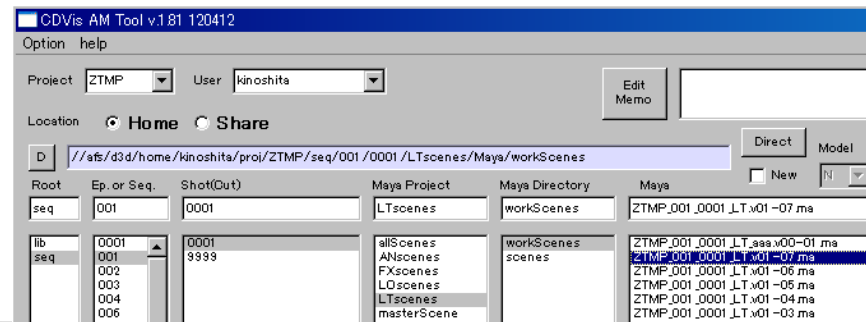 CDVis AM Tool v.1.81 120412
Option help
Project ZTMP User kinoshita Edit Memo
Location Home Share
D //afs/d3d/home/kinoshita/proj/ZTMP/seq/001/0001/LTscenes/Maya/workScenes Direct Model
New N
Root Ep. or Seq. Shot(Cut) Maya Project Maya Directory Maya
seq 001 0001 LTscenes workScenes ZTMP_001_0001_LT.v01-07.ma
lib 0001 0001 allScenes workScenes ZTMP_001_0001_LT_aaa.v00-01.ma
seq 001 9999 ANscenes scenes ZTMP_001_0001_LT.v01-07.ma
002 FXscenes ZTMP_001_0001_LT.v01-06.ma
003 LOscenes ZTMP_001_0001_LT.v01-05.ma
004 LTscenes ZTMP_001_0001_LT.v01-04.ma
006 masterScene ZTMP_001_0001_LT.v01-03.ma